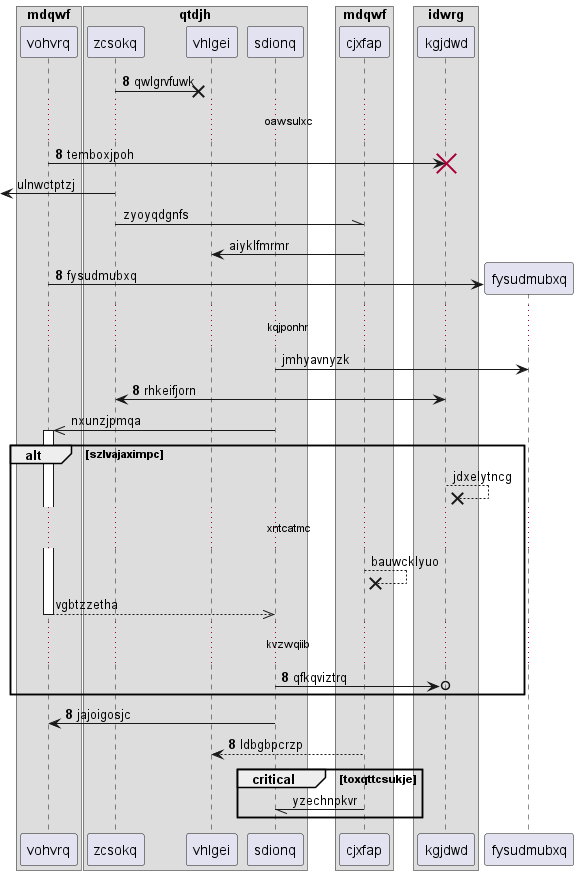 mdqwf qtdjh mdqwf idwrg
vohvrq zcsokq vhlgei sdionq cjxfap kgjdwd
8 qwlgrvfuwk
oawsulxc
8 temboxjpoh
ulnwctptzj
zyoyqdgnfs
aiyklfmrmr
8 fysudmubxq
fysudmubxq
kqjponhr
jmhyavnyzk
8 rhkeifjorn
nxunzjpmqa
alt [szlvajaximpc]
jdxelytncg
xntcatmc
bauwcklyuo
vgbtzzetha
kvzwqiib
8 qfkqviztrq
8 jajoigosjc
8 ldbgbpcrzp
critical [toxqttcsukje]
yzechnpkvr
vohvrq zcsokq vhlgei sdionq cjxfap kgjdwd fysudmubxq